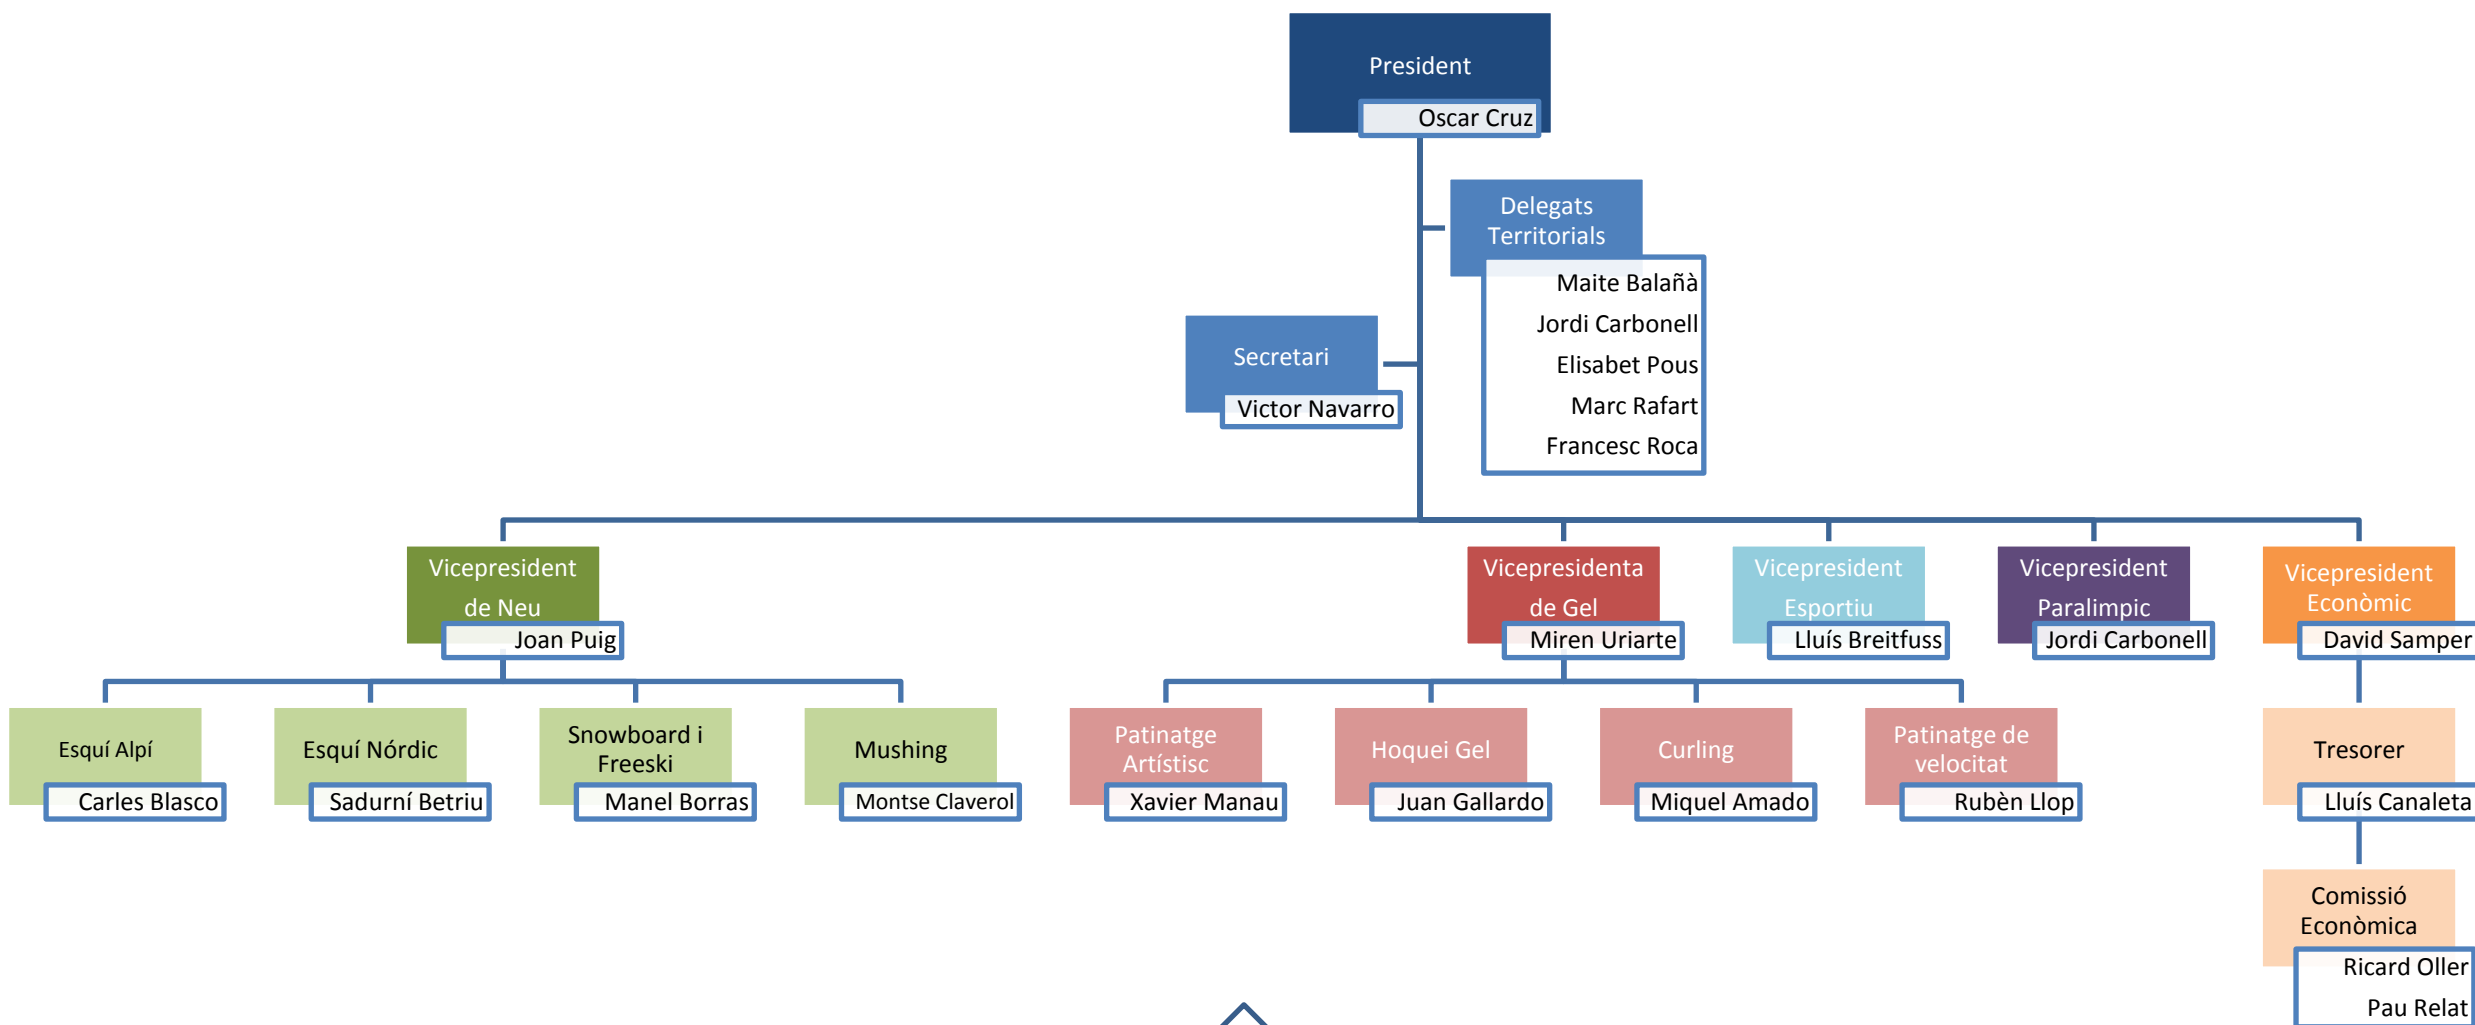 President
Oscar Cruz
Delegats
Territorials
Maite Balañà
Jordi Carbonell
Elisabet Pous
Marc Rafart
Francesc Roca
Secretari
Victor Navarro
Vicepresident
de Neu
Joan Puig
Vicepresidenta
de Gel
Miren Uriarte
Vicepresident
Esportiu
Lluís Breitfuss
Vicepresident
Paralimpic
Jordi Carbonell
Vicepresident
Econòmic
David Samper
Esquí Alpí
Carles Blasco
Esquí Nórdic
Sadurní Betriu
Snowboard i
Freeski
Manel Borras
Mushing
Montse Claverol
Patinatge
Artístisc
Xavier Manau
Hoquei Gel
Juan Gallardo
Curling
Miquel Amado
Patinatge de
velocitat
Rubèn Llop
Tresorer
Lluís Canaleta
Comissió
Econòmica
Ricard Oller
Pau Relat